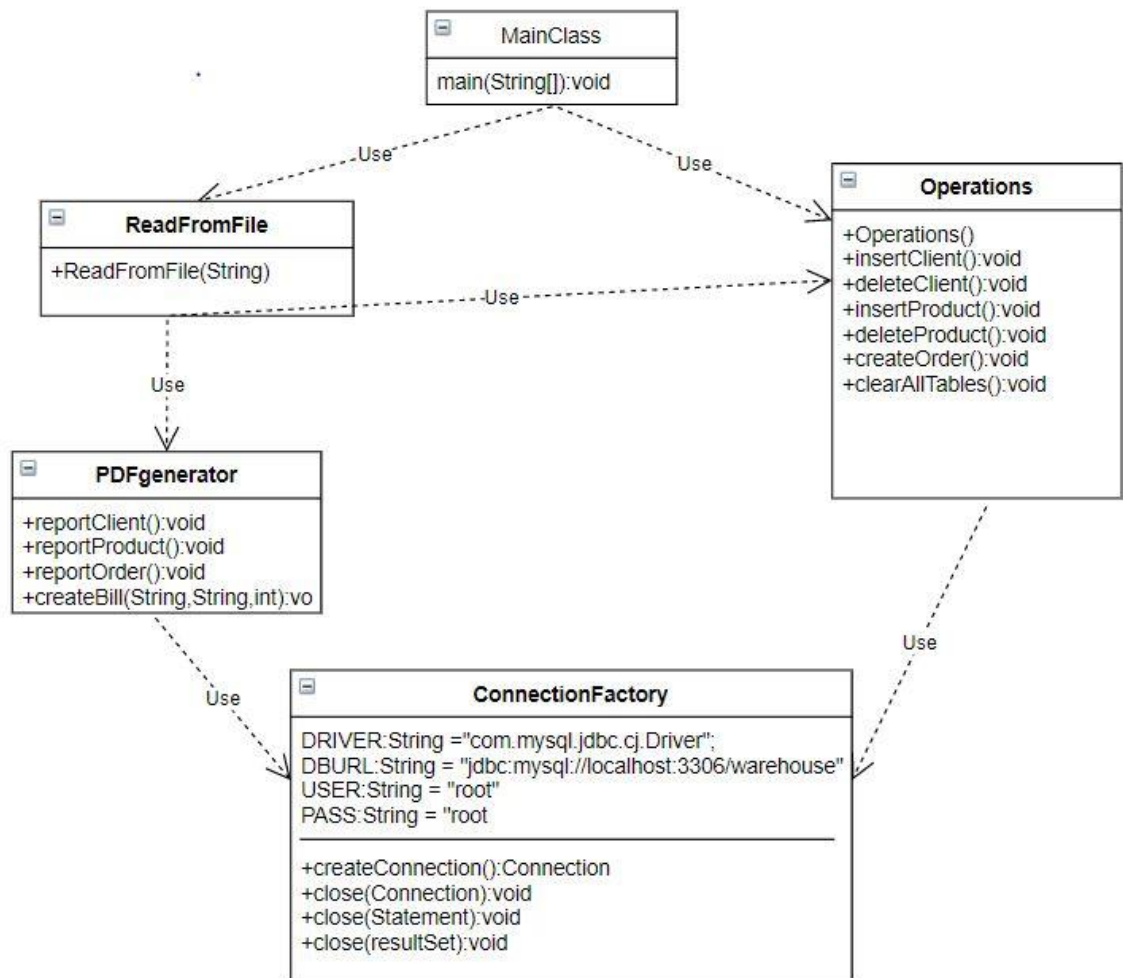 MainClass
main(String[]):void
Use
Use
Operations
+Operations()
+insertClient():void
+deleteClient():void
+insertProduct():void
+deleteProduct():void
+createOrder():void
+clearAllTables():void
ReadFromFile
+ReadFromFile(String)
Use
Use
PDFgenerator
+reportClient():void
+reportProduct():void
+reportOrder():void
+createBill(String,String,int):vo
Use
Use
ConnectionFactory
DRIVER:String ="com.mysql.jdbc.cj.Driver";
DBURL:String = "jdbc:mysql://localhost:3306/warehouse"
USER:String = "root"
PASS:String = "root
+createConnection():Connection
+close(Connection):void
+close(Statement):void
+close(resultSet):void